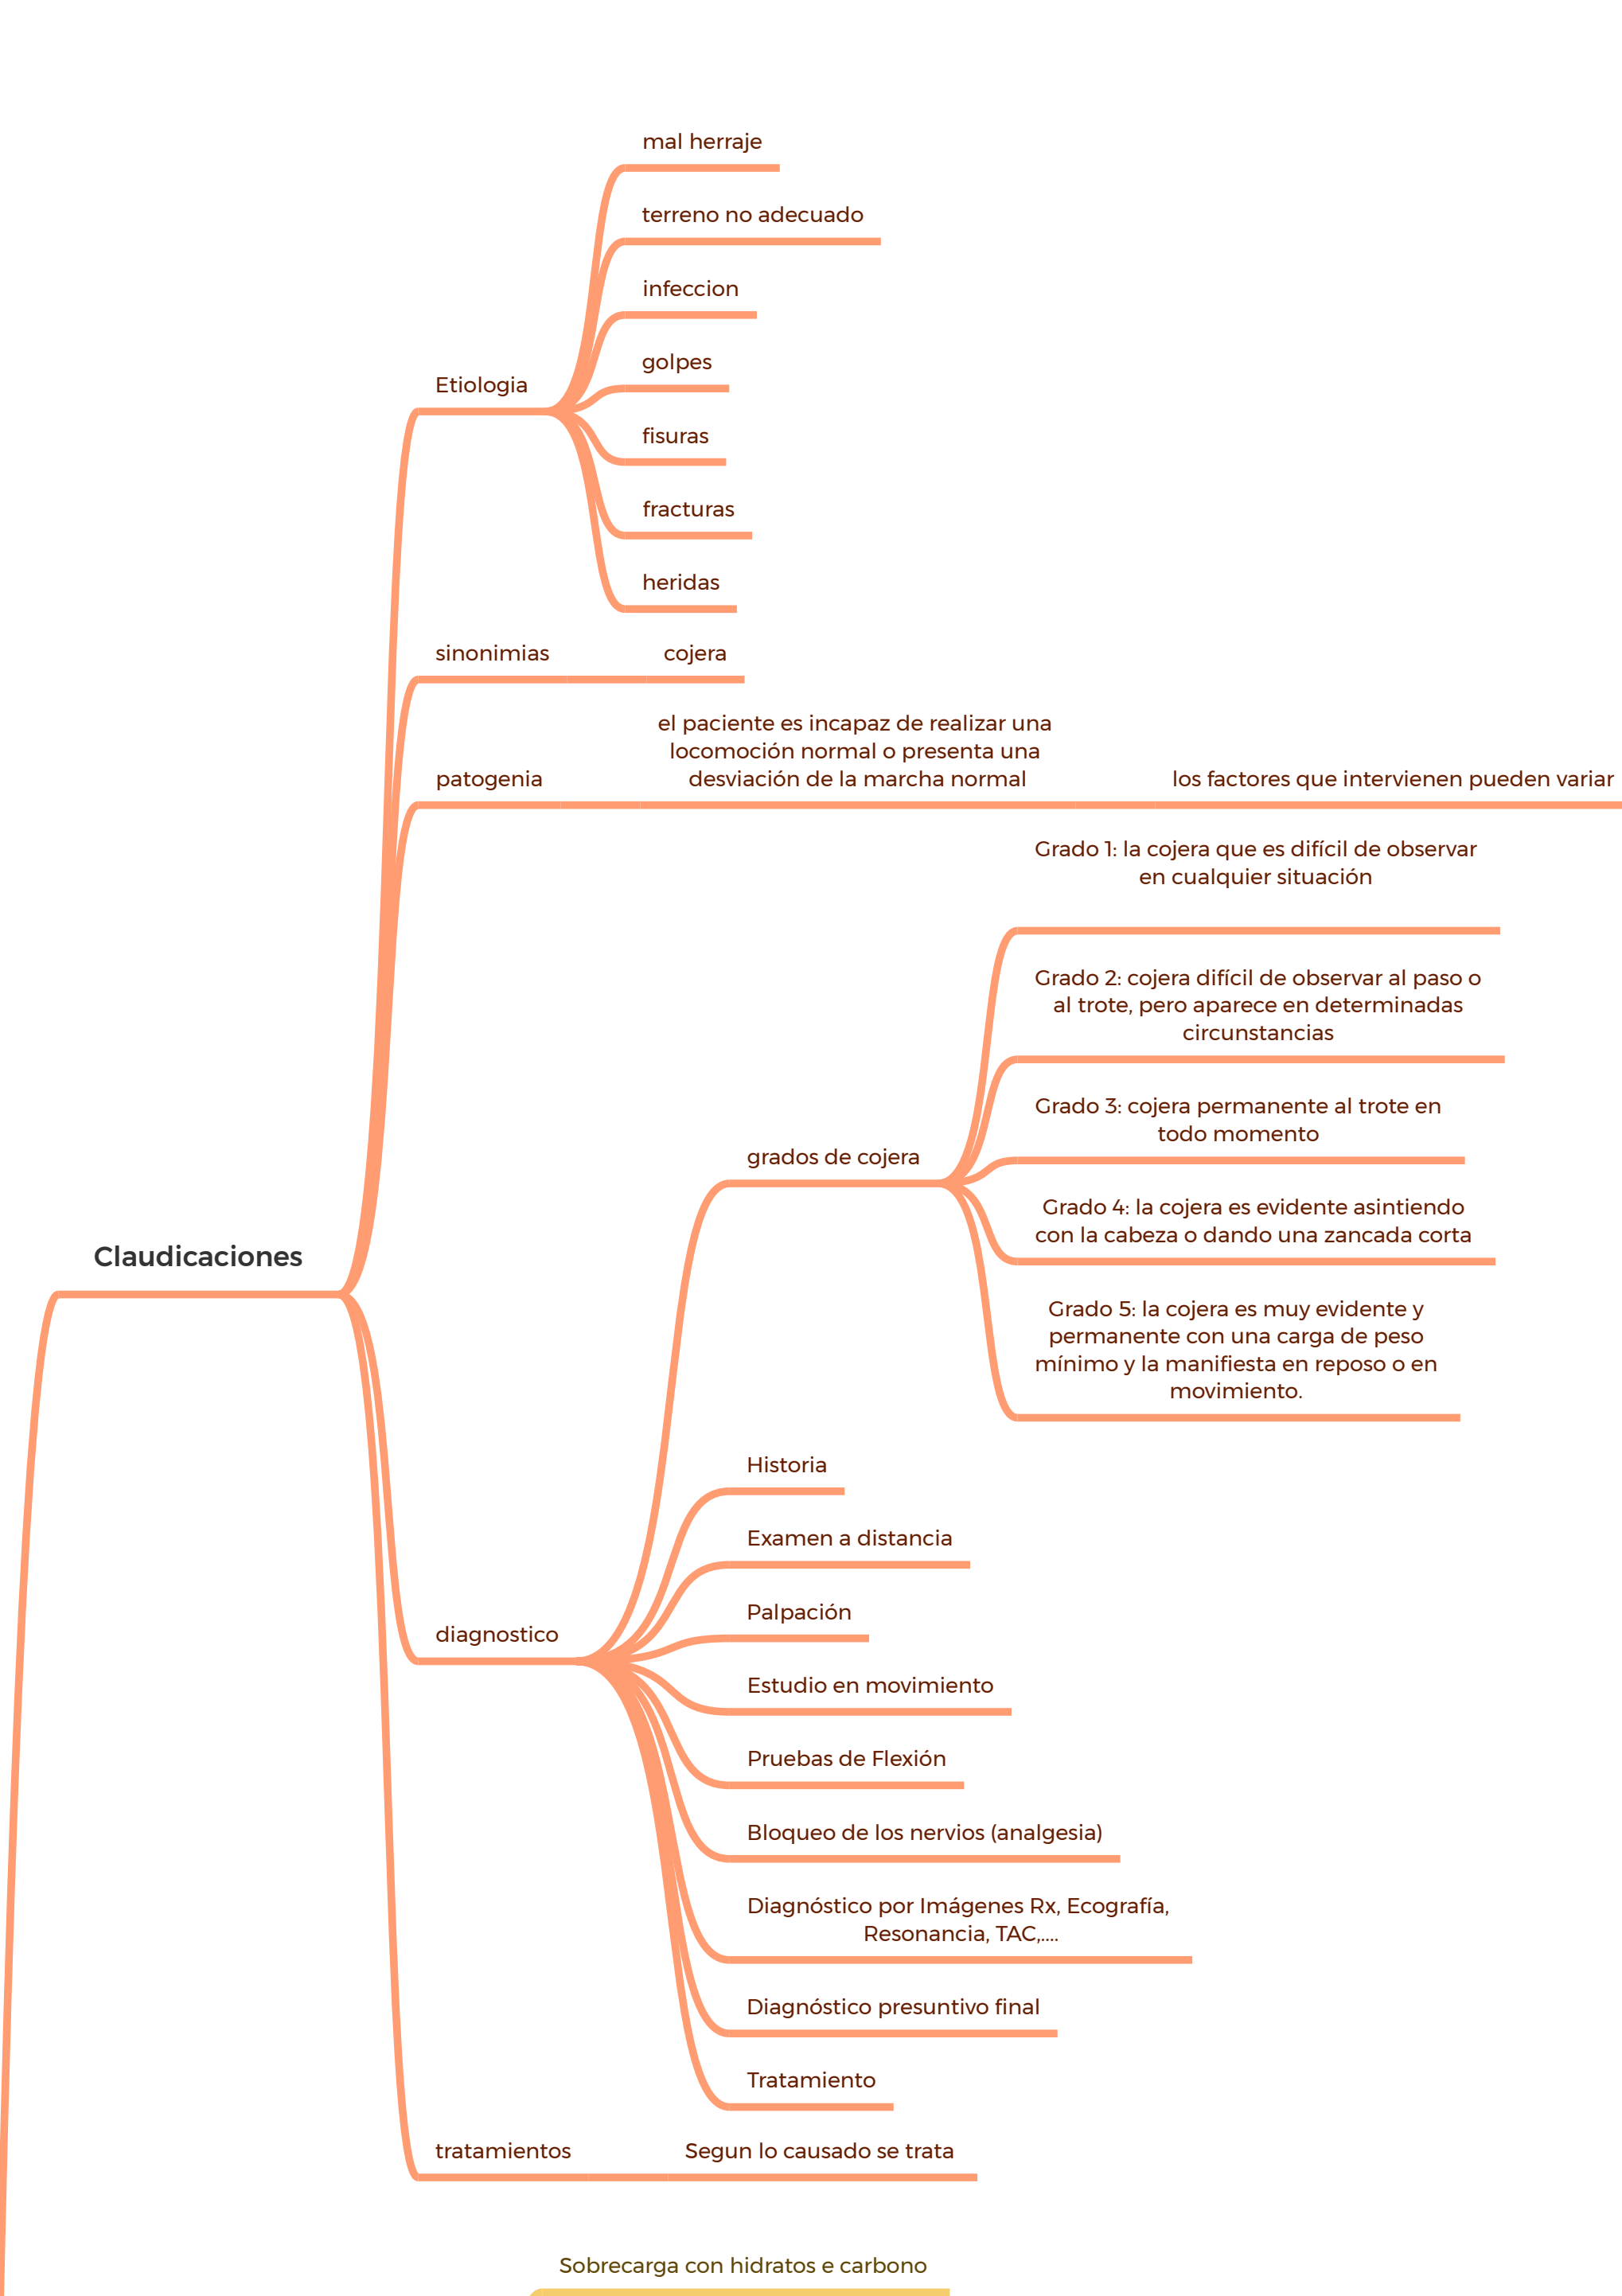 mal herraje
terreno no adecuado
infeccion
golpes
Etiologia
fisuras
fracturas
heridas
sinonimias
cojera
el paciente es incapaz de realizar una
locomoción normal o presenta una
desviación de la marcha normal
patogenia
los factores que intervienen pueden variar
Grado 1: la cojera que es difícil de observar
en cualquier situación
Grado 2: cojera difícil de observar al paso o
al trote, pero aparece en determinadas
circunstancias
Grado 3: cojera permanente al trote en
todo momento
grados de cojera
Grado 4: la cojera es evidente asintiendo
con la cabeza o dando una zancada corta
Claudicaciones
Grado 5: la cojera es muy evidente y
permanente con una carga de peso
mínimo y la manifiesta en reposo o en
movimiento.
Historia
Examen a distancia
Palpación
diagnostico
Estudio en movimiento
Pruebas de Flexión
Bloqueo de los nervios (analgesia)
Diagnóstico por Imágenes Rx, Ecografía,
Resonancia, TAC,....
Diagnóstico presuntivo final
Tratamiento
tratamientos
Segun lo causado se trata
Sobrecarga con hidratos e carbono